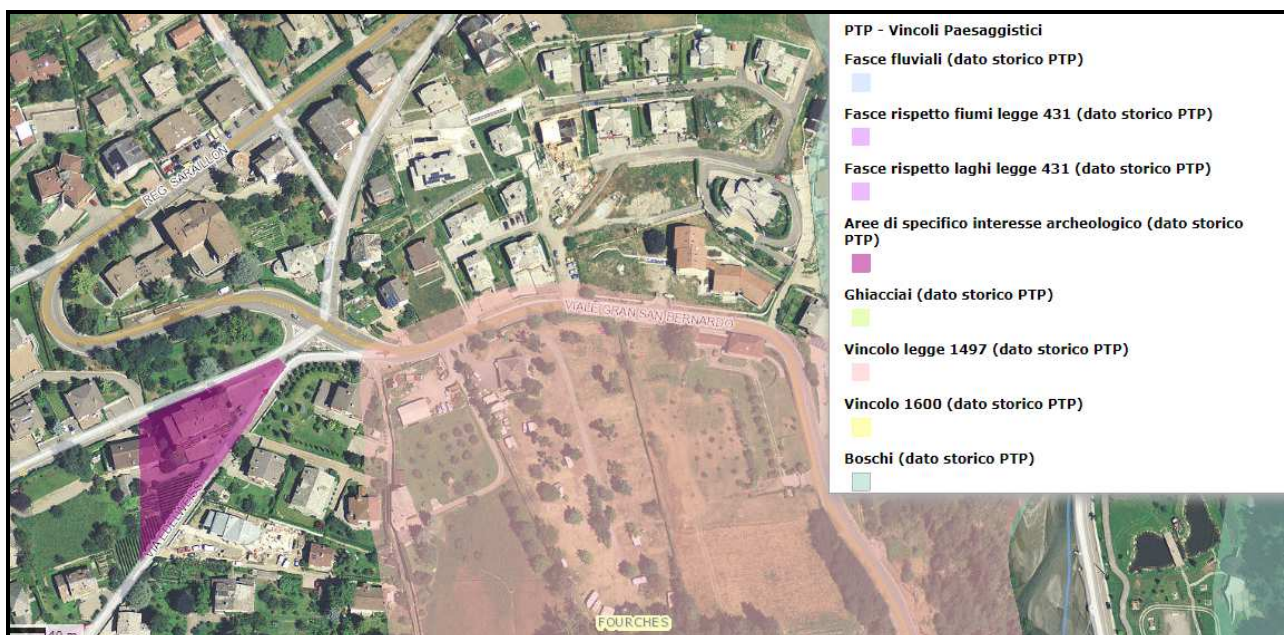 PTP - Vincoli Paesaggistici
Fasce fluviali (dato storico PTP)
Fasce rispetto fiumi legge 431 (dato storico PTP)
Fasce rispetto laghi legge 431 (dato storico PTP)
Aree di specifico interesse archeologico (dato storico
PTP)
Ghiacciai (dato storico PTP)
Vincolo legge 1497 (dato storico PTP)
Vincolo 1600 (dato storico PTP)
Boschi (dato storico PTP)
REG. SARAILLON
VIALE GRAN SAN BERNARDO
FOURCHES
40 m